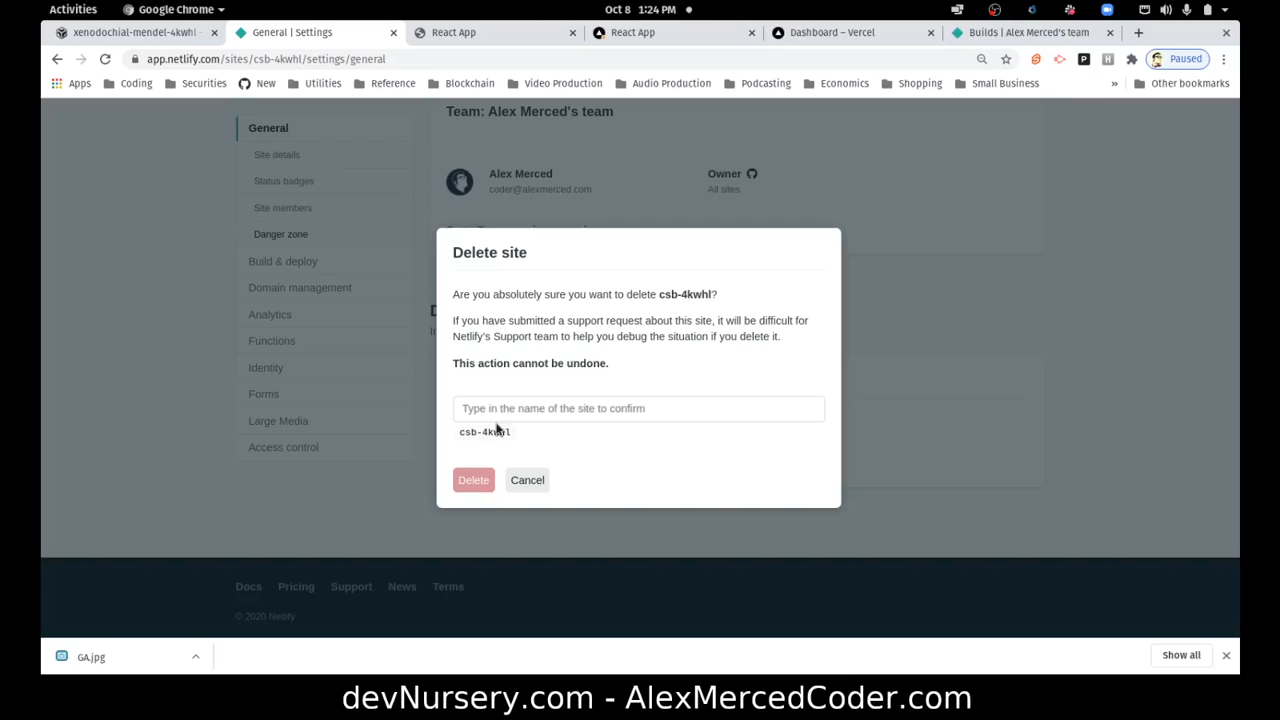 Activities
Google Chrome
Oct 8 1:24 PM
xenodochial-mendel-4kwhl
General | Settings
React App
React App
Dashboard – Vercel
Builds | Alex Merced's team
app.netlify.com/sites/csb-4kwhl/settings/general
Paused
Apps
Coding
Securities
New
Utilities
Reference
Blockchain
Video Production
Audio Production
Podcasting
Economics
Shopping
Small Business
»
Other bookmarks
General
Site details
Status badges
Site members
Danger zone
Build & deploy
Domain management
Analytics
Functions
Identity
Forms
Large Media
Access control
Team: Alex Merced's team
Alex Merced
coder@alexmerced.com
Owner
All sites
Delete site
Are you absolutely sure you want to delete csb-4kwhl?
If you have submitted a support request about this site, it will be difficult for
Netlify's Support team to help you debug the situation if you delete it.
This action cannot be undone.
Type in the name of the site to confirm
csb-4kwhl
Delete
Cancel
Docs
Pricing
Support
News
Terms
© 2020 Netlify
GA.jpg
Show all
devNursery.com - AlexMercedCoder.com